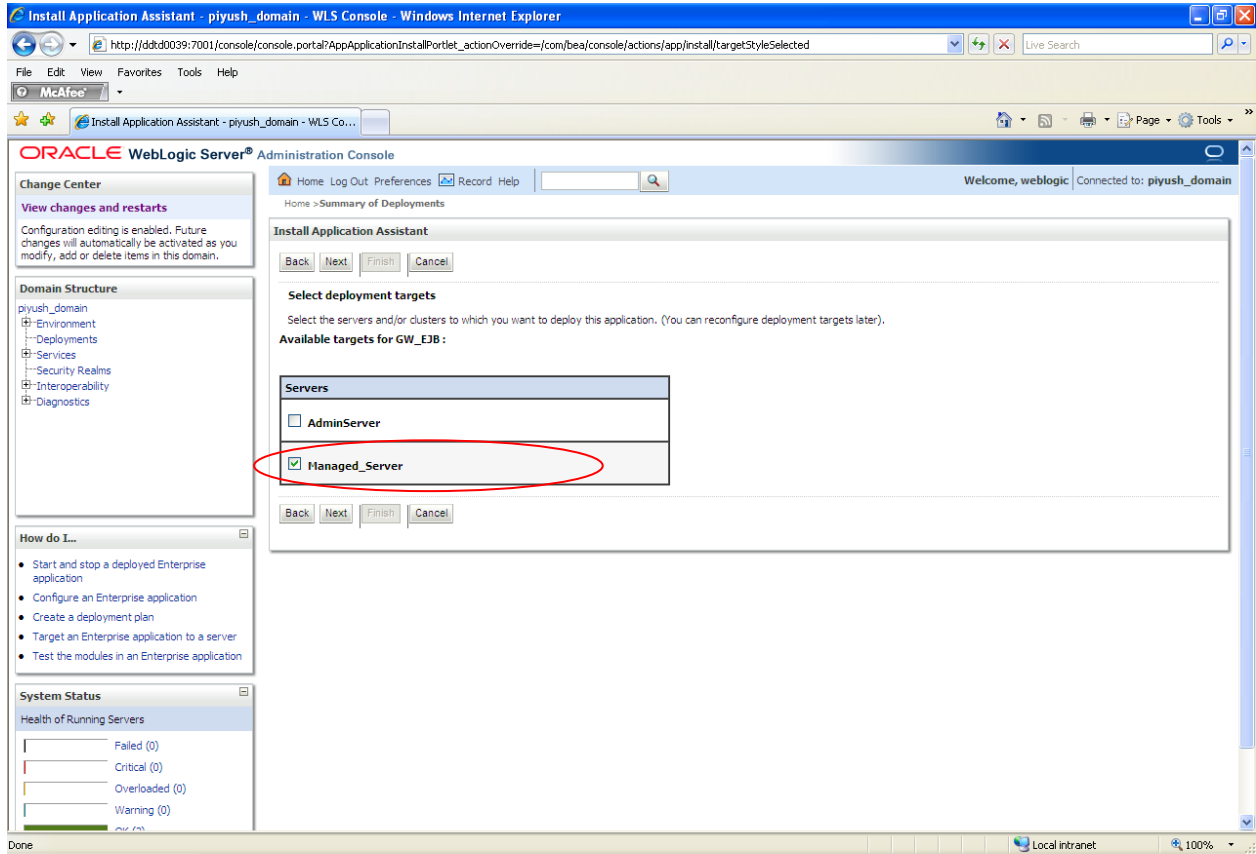 Install Application Assistant - piyush_domain - WLS Console - Windows Internet Explorer
http://ddtd0039:7001/console/console.portal?AppApplicationInstallPortlet_actionOverride=/com/bea/console/actions/app/install/targetStyleSelected
Live Search
File Edit View Favorites Tools Help
McAfee
Install Application Assistant - piyush_domain - WLS Co...
Page Tools
ORACLE WebLogic Server® Administration Console
Change Center
View changes and restarts
Configuration editing is enabled. Future
changes will automatically be activated as you
modify, add or delete items in this domain.
Domain Structure
piyush_domain
Environment
Deployments
Services
Security Realms
Interoperability
Diagnostics
How do I...
Start and stop a deployed Enterprise
application
Configure an Enterprise application
Create a deployment plan
Target an Enterprise application to a server
Test the modules in an Enterprise application
System Status
Health of Running Servers
Failed (0)
Critical (0)
Overloaded (0)
Warning (0)
Home Log Out Preferences Record Help
Welcome, weblogic Connected to: piyush_domain
Home >Summary of Deployments
Install Application Assistant
Back Next Finish Cancel
Select deployment targets
Select the servers and/or clusters to which you want to deploy this application. (You can reconfigure deployment targets later).
Available targets for GW_EJB :
Servers
AdminServer
Managed_Server
Back Next Finish Cancel
Done
Local intranet
100%